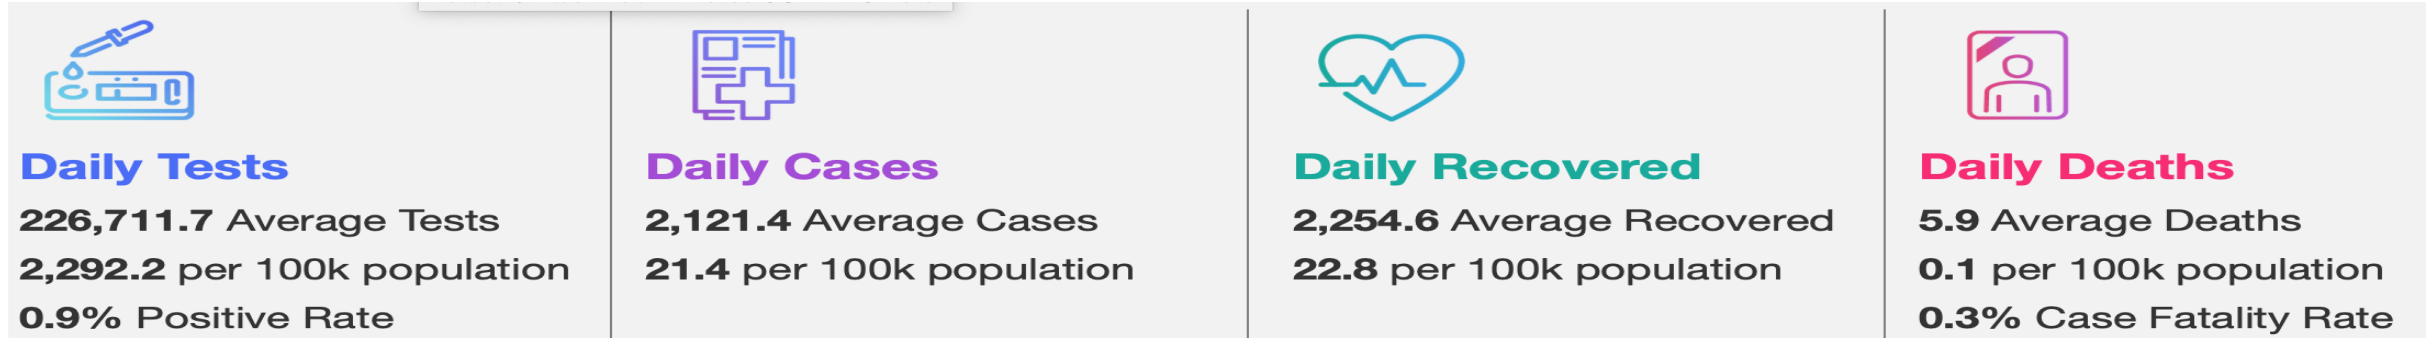 Daily Tests
226,711.7 Average Tests
2,292.2 per 100k population
0.9% Positive Rate
Daily Cases
2,121.4 Average Cases
21.4 per 100k population
Daily Recovered
2,254.6 Average Recovered
22.8 per 100k population
Daily Deaths
5.9 Average Deaths
0.1 per 100k population
0.3% Case Fatality Rate